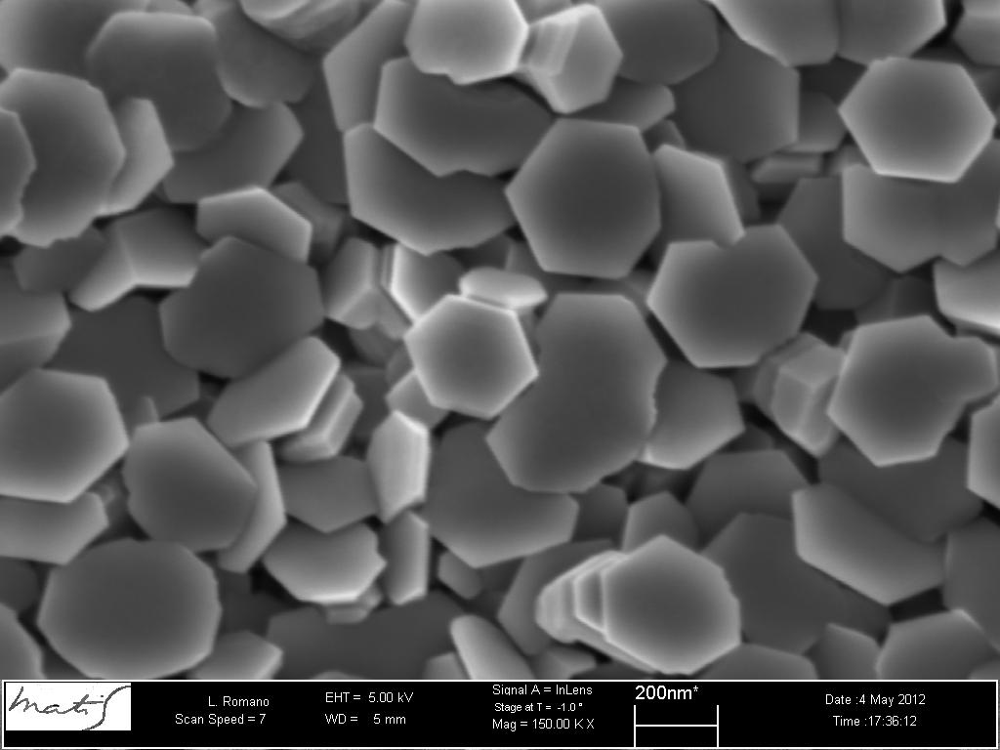 matis
L. Romano
Scan Speed = 7
EHT = 5.00 kV
WD = 5 mm
Signal A = InLens
Stage at T = -1.0 °
Mag = 150.00 K X
200nm*
Date :4 May 2012
Time :17:36:12